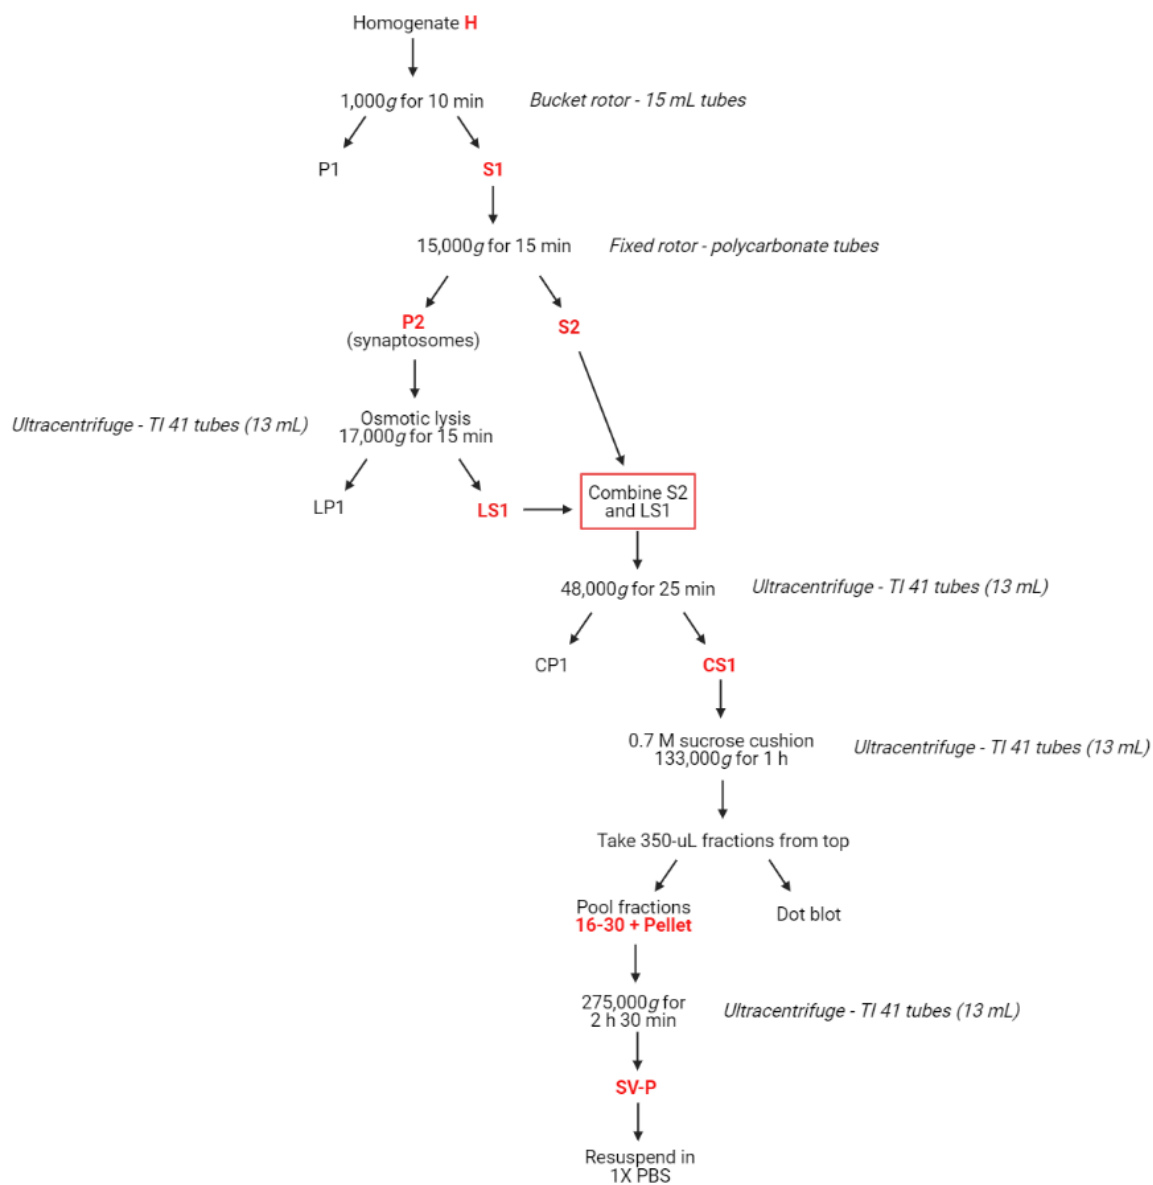 Homogenate H
1,000g for 10 min
Bucket rotor - 15 mL tubes
P1
S1
15,000g for 15 min
Fixed rotor - polycarbonate tubes
P2
(synaptosomes)
S2
Ultracentrifuge - TI 41 tubes (13 mL)
Osmotic lysis
17,000g for 15 min
LP1
LS1
Combine S2
and LS1
48,000g for 25 min
Ultracentrifuge - TI 41 tubes (13 mL)
CP1
CS1
0.7 M sucrose cushion
133,000g for 1 h
Ultracentrifuge - TI 41 tubes (13 mL)
Take 350-uL fractions from top
Pool fractions
16-30 + Pellet
Dot blot
275,000g for
2 h 30 min
Ultracentrifuge - TI 41 tubes (13 mL)
SV-P
Resuspend in
1X PBS